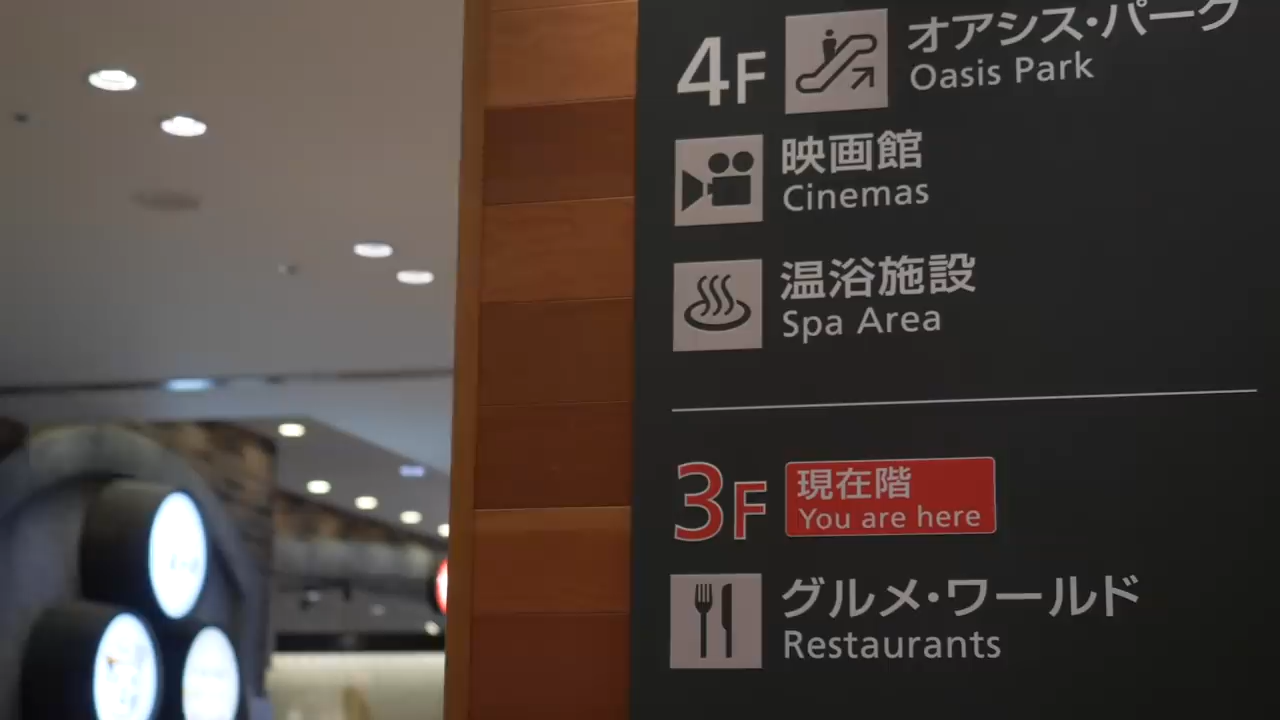 4F
オアシス・パーク
Oasis Park
映画館
Cinemas
温浴施設
Spa Area
3F
現在階
You are here
グルメ・ワールド
Restaurants